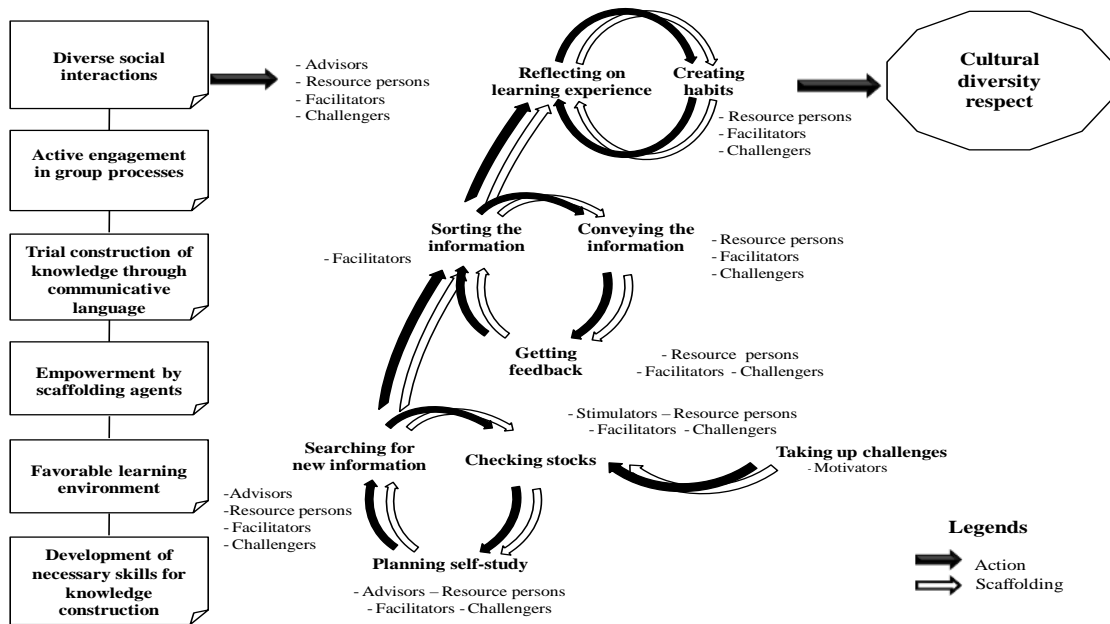 Diverse social
interactions
Active engagement
in group processes
Trial construction of
knowledge through
communicative
language
Empowerment by
scaffolding agents
Favorable learning
environment
Development of
necessary skills for
knowledge
construction
- Advisors
- Resource persons
- Facilitators
- Challengers
Reflecting on
learning experience
Creating
habits
- Resource persons
- Facilitators
- Challengers
Cultural
diversity
respect
- Facilitators
Sorting the
information
Conveying the
information
- Resource persons
- Facilitators
- Challengers
Getting
feedback
- Resource persons
- Facilitators - Challengers
- Stimulators – Resource persons
- Facilitators - Challengers
Searching for
new information
-Advisors
-Resource persons
- Facilitators
- Challengers
Checking stocks
Taking up challenges
- Motivators
Planning self-study
- Advisors – Resource persons
- Facilitators - Challengers
Legends
Action
Scaffolding